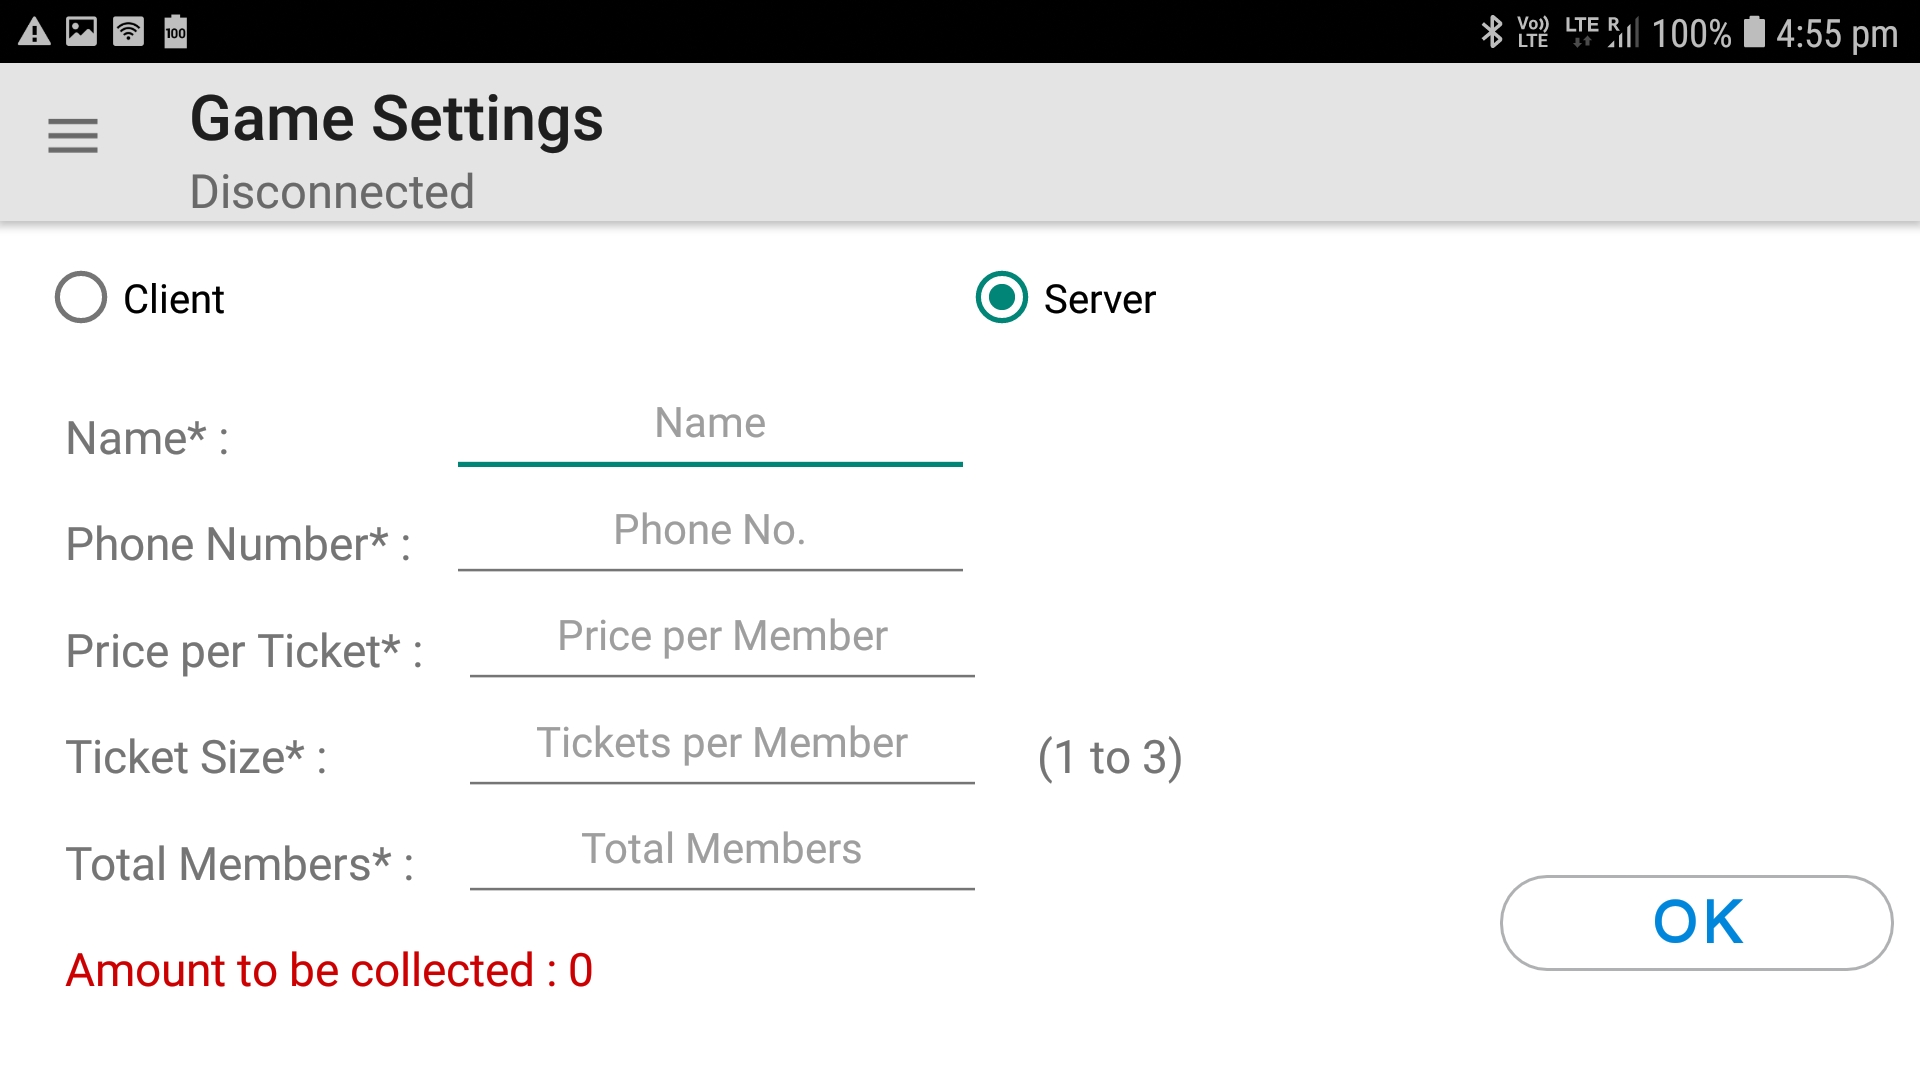 100 Vo)) LTE LTE R 100% 4:55 pm
Game Settings
Disconnected
Client Server
Name* : Name
Phone Number* : Phone No.
Price per Ticket* : Price per Member
Ticket Size* : Tickets per Member (1 to 3)
Total Members* : Total Members
OK
Amount to be collected : 0